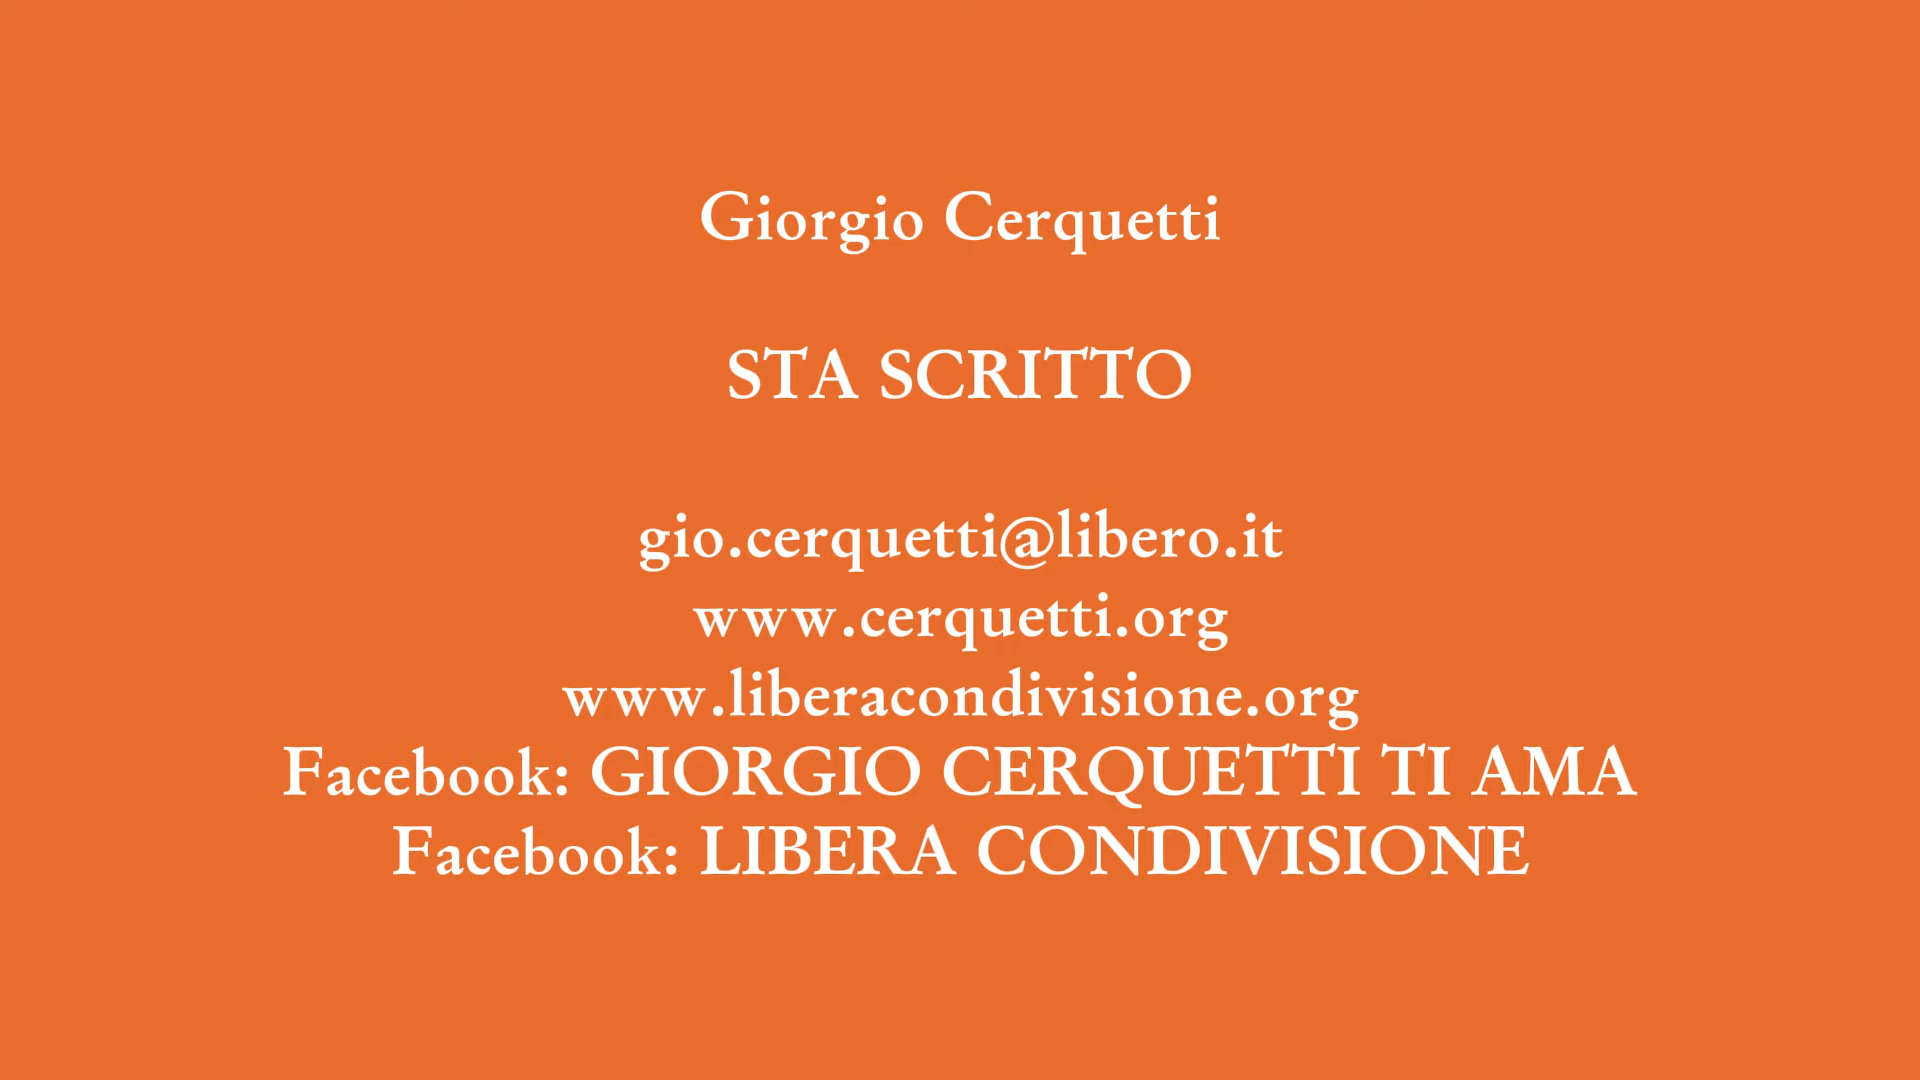 Giorgio Cerquetti
STA SCRITTO
gio.cerquetti@libero.it
www.cerquetti.org
www.liberacondivisione.org
Facebook: GIORGIO CERQUETTI TI AMA
Facebook: LIBERA CONDIVISIONE